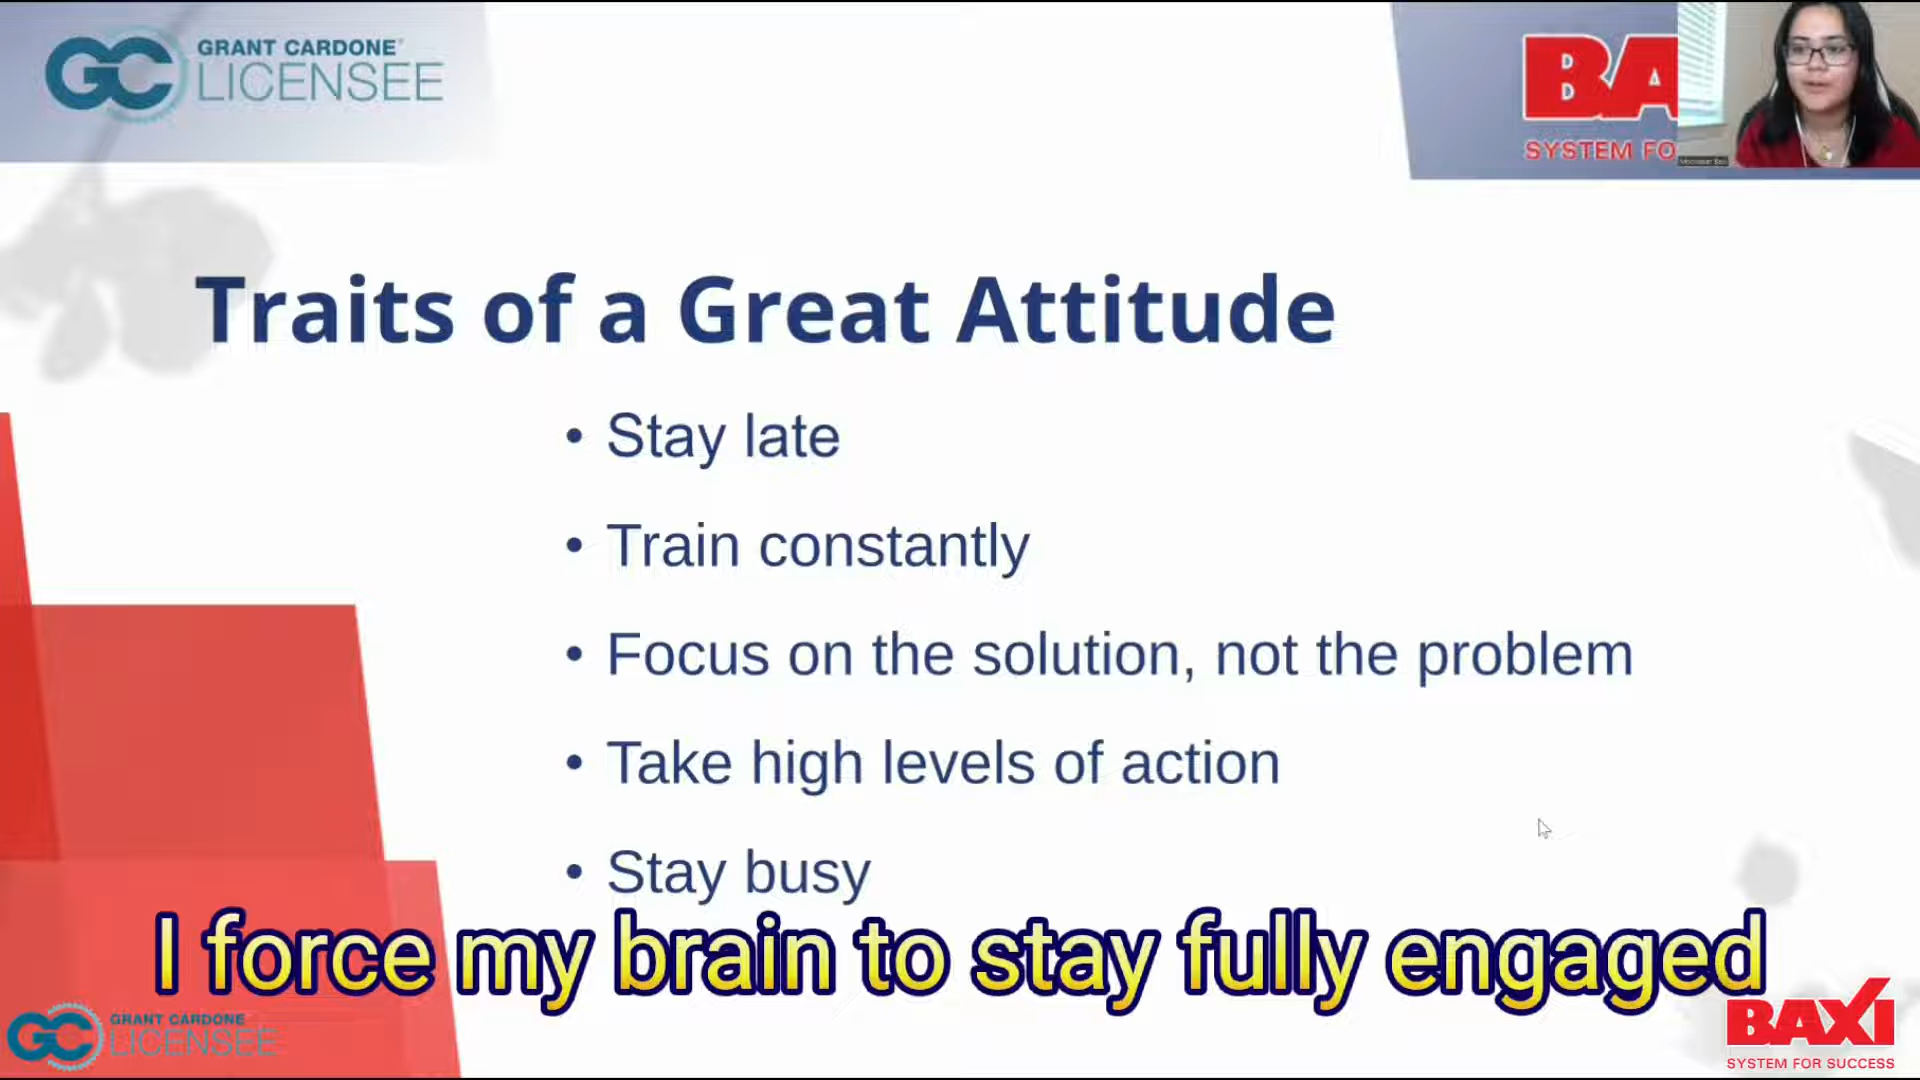 GC GRANT CARDONE
LICENSEE
BA
SYSTEM FO
Traits of a Great Attitude
• Stay late
• Train constantly
• Focus on the solution, not the problem
• Take high levels of action
• Stay busy
I force my brain to stay fully engaged
GC GRANT CARDONE
LICENSEE
BAXI
SYSTEM FOR SUCCESS